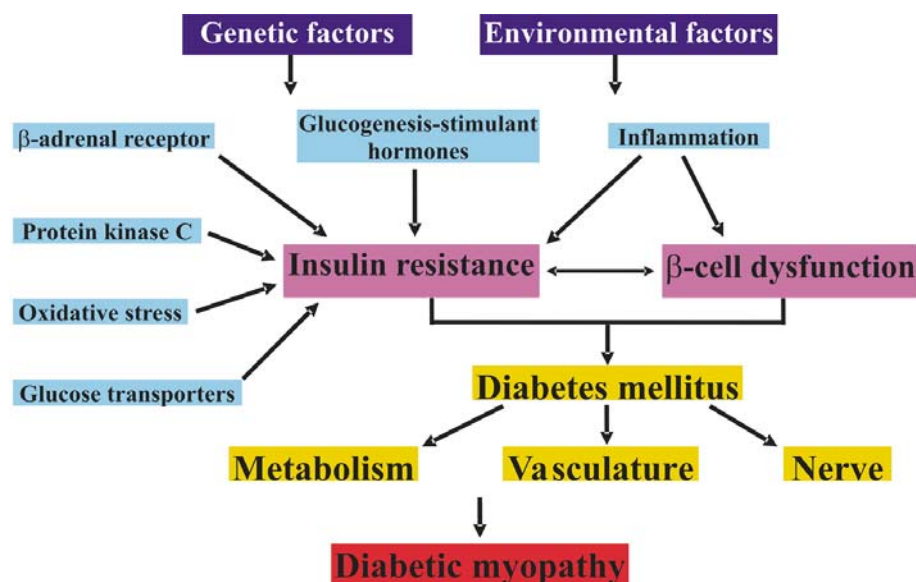 Genetic factors
Environmental factors
β-adrenal receptor
Glucogenesis-stimulant
hormones
Inflammation
Protein kinase C
Insulin resistance
β-cell dysfunction
Oxidative stress
Glucose transporters
Diabetes mellitus
Metabolism
Vasculature
Nerve
Diabetic myopathy